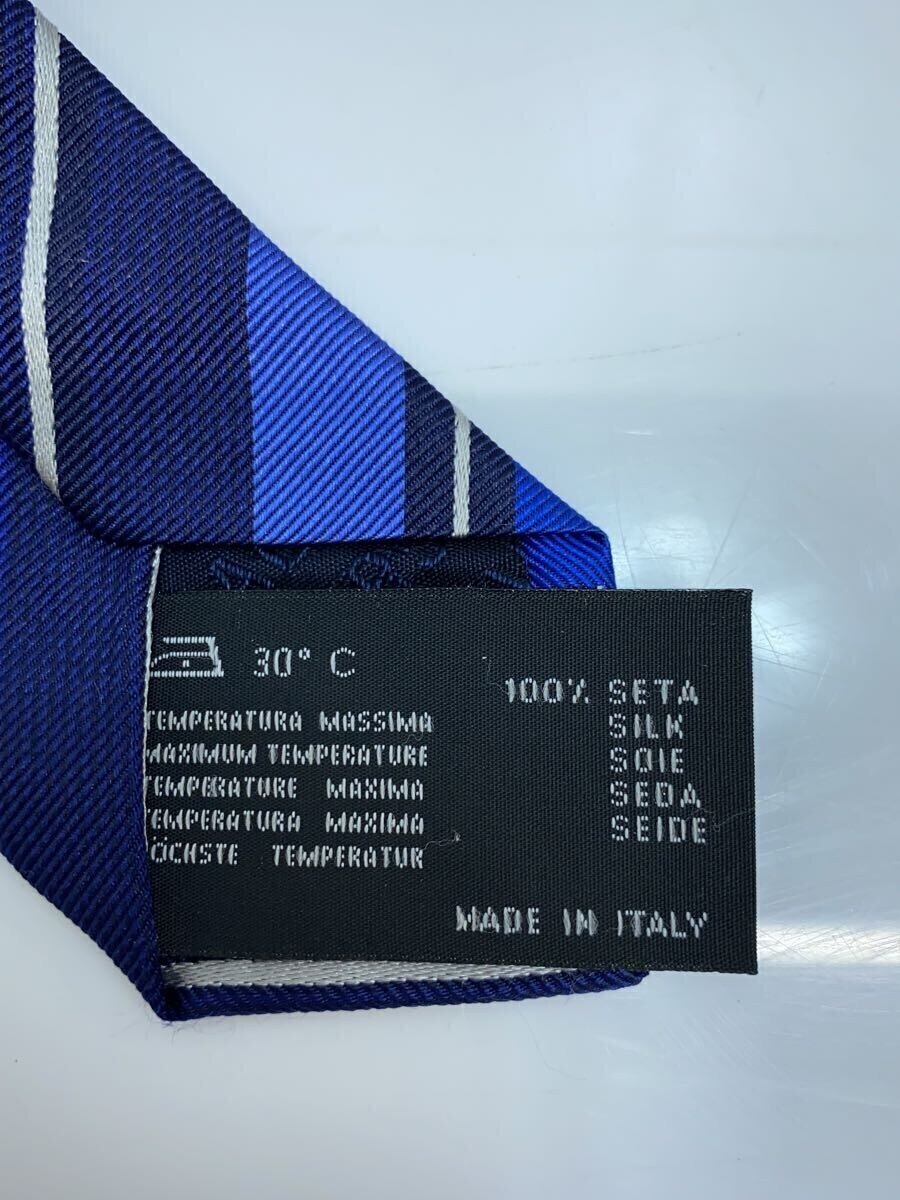 30° C
TEMPERATURA MASSIMA
MAXIMUM TEMPERATURE
TEMPERATURE MAXIMA
TEMPERATURA MAXIMA
HÖCHSTE TEMPERATUR
100% SETA
SILK
SOIE
SEDA
SEIDE
MADE IN ITALY